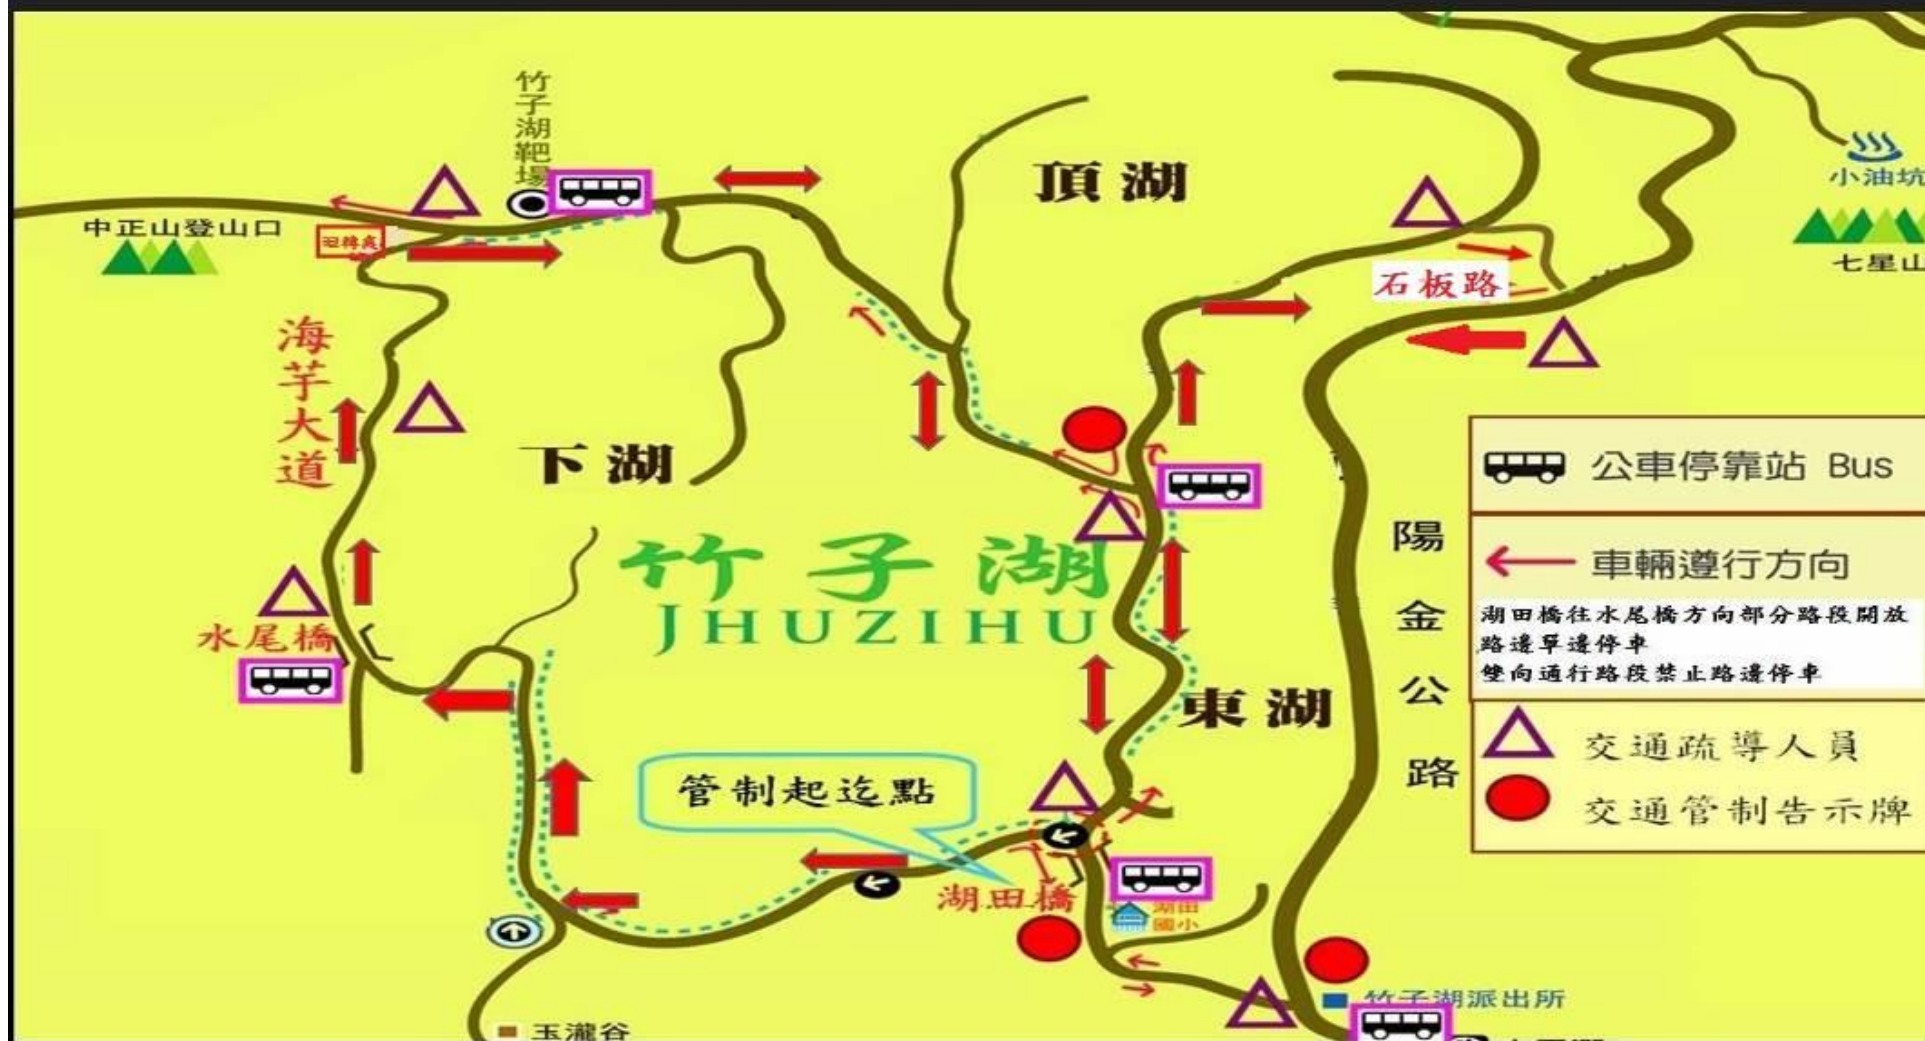 竹子湖靶場
頂湖
小油坑
七星山
中正山登山口
迴轉處
石板路
海芋大道
下湖
公車停靠站 Bus
竹子湖
JHUZIHU
陽金公路
車輛遵行方向
湖田橋往水尾橋方向部分路段開放
路邊單邊停車
雙向通行路段禁止路邊停車
水尾橋
東湖
交通疏導人員
管制起迄點
交通管制告示牌
湖田橋
湖田
國小
竹子湖派出所
玉瀧谷